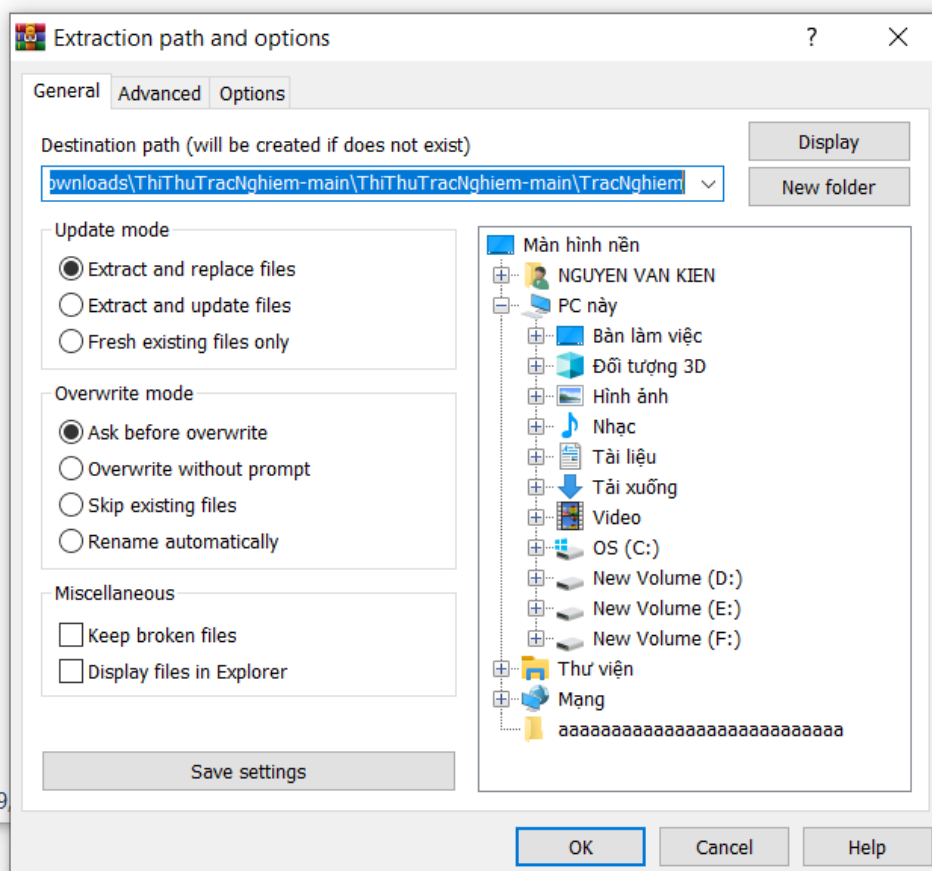 Extraction path and options
General
Advanced
Options
Destination path (will be created if does not exist)
ownloads\ThiThuTracNghiem-main\ThiThuTracNghiem-main\TracNghiem
Display
New folder
Update mode
Extract and replace files
Extract and update files
Fresh existing files only
Overwrite mode
Ask before overwrite
Overwrite without prompt
Skip existing files
Rename automatically
Miscellaneous
Keep broken files
Display files in Explorer
Save settings
Màn hình nền
NGUYEN VAN KIEN
PC này
Bàn làm việc
Đối tượng 3D
Hình ảnh
Nhạc
Tài liệu
Tải xuống
Video
OS (C:)
New Volume (D:)
New Volume (E:)
New Volume (F:)
Thư viện
Mạng
aaaaaaaaaaaaaaaaaaaaaaaaaaa
OK
Cancel
Help